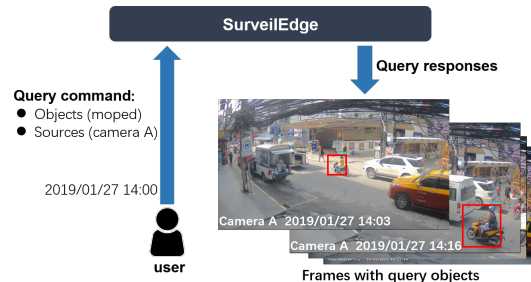 SurveilEdge
Query responses
Query command:
● Objects (moped)
● Sources (camera A)
2019/01/27 14:00
user
Camera A 2019/01/27 14:03
Camera A 2019/01/27 14:16
Frames with query objects